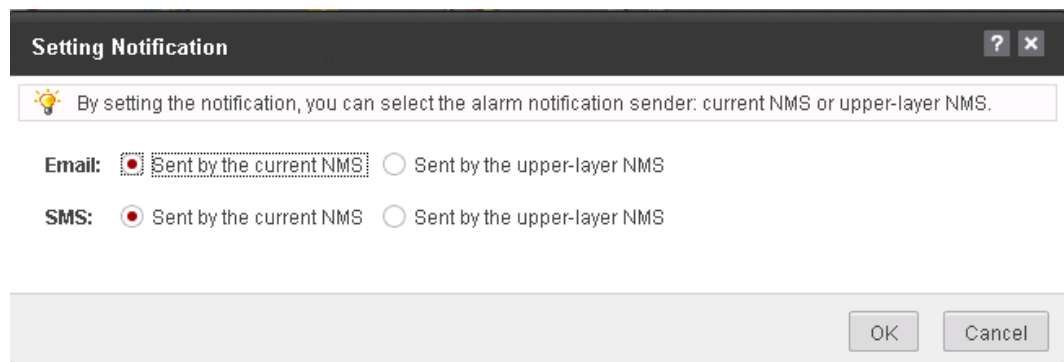 Setting Notification ? ×
By setting the notification, you can select the alarm notification sender: current NMS or upper-layer NMS.
Email: Sent by the current NMS Sent by the upper-layer NMS
SMS: Sent by the current NMS Sent by the upper-layer NMS
OK Cancel